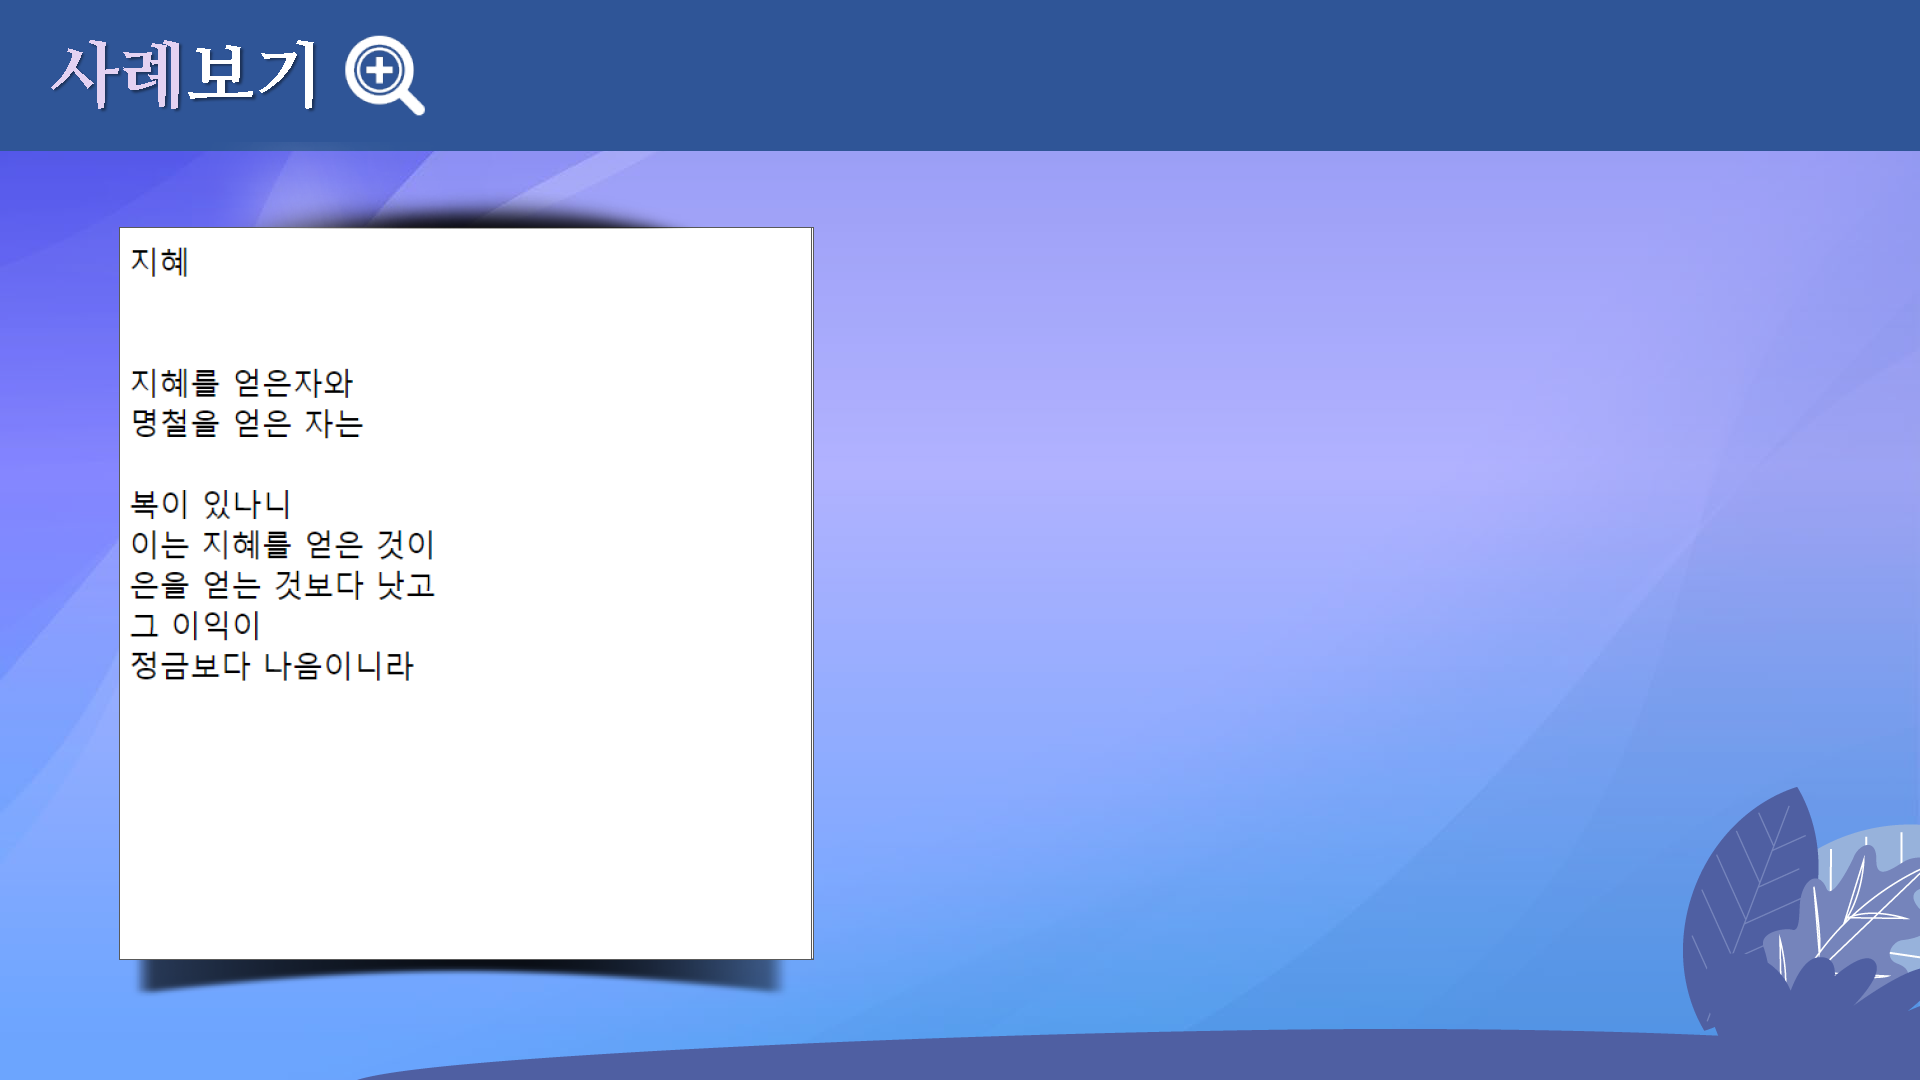 사례보기
지혜
지혜를 얻은자와
명철을 얻은 자는
복이 있나니
이는 지혜를 얻은 것이
은을 얻는 것보다 낫고
그 이익이
정금보다 나음이니라